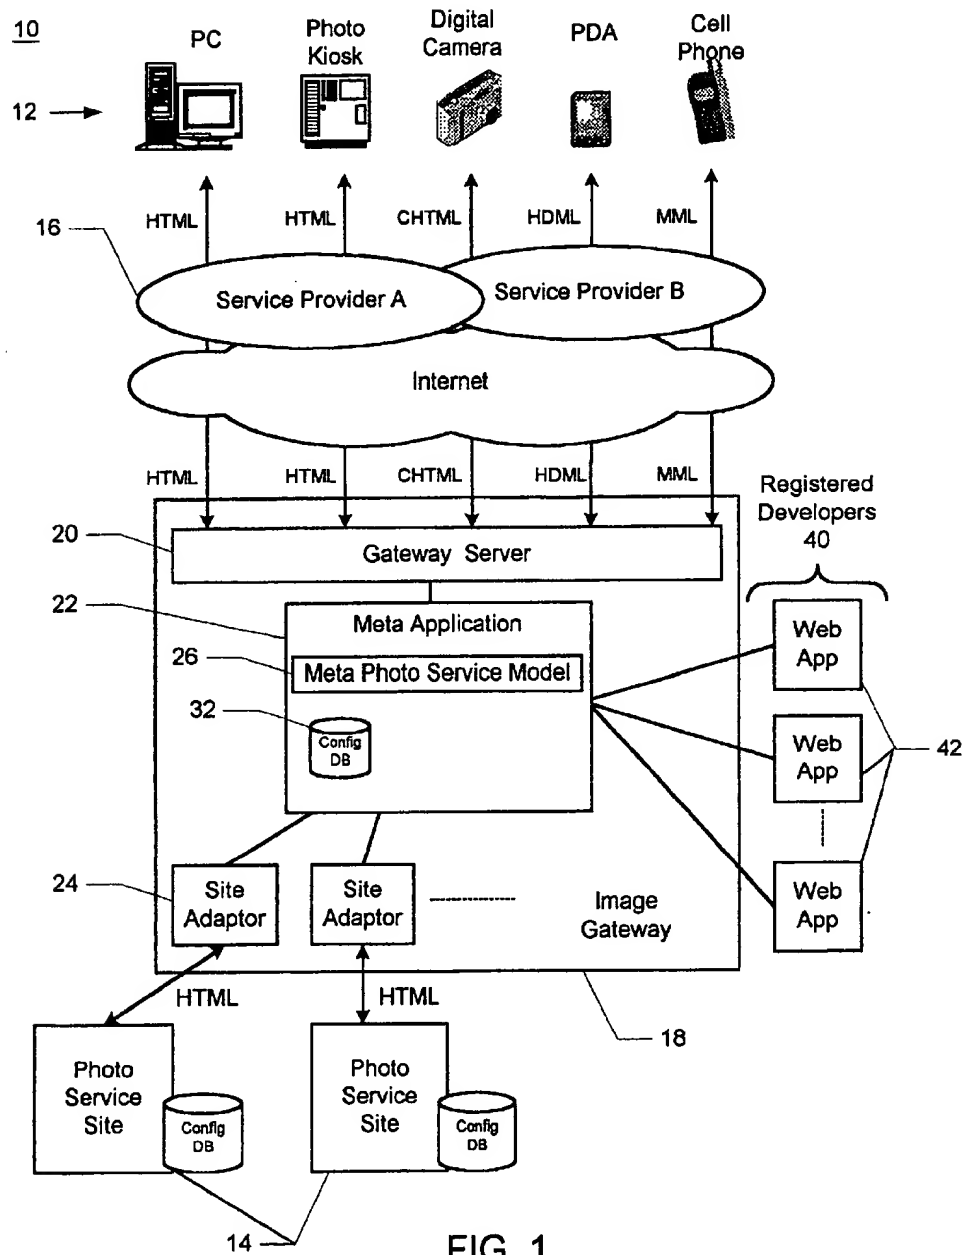 10
PC
Photo
Kiosk
Digital
Camera
PDA
Cell
Phone
12
HTML
HTML
CHTML
HDML
MML
16
Service Provider A
Service Provider B
Internet
HTML
HTML
CHTML
HDML
MML
Registered
Developers
40
20
Gateway Server
22
Meta Application
26
Meta Photo Service Model
32
Config
DB
Web
App
Web
App
42
Web
App
24
Site
Adaptor
Site
Adaptor
Image
Gateway
HTML
HTML
18
Photo
Service
Site
Config
DB
Photo
Service
Site
Config
DB
14
FIG. 1